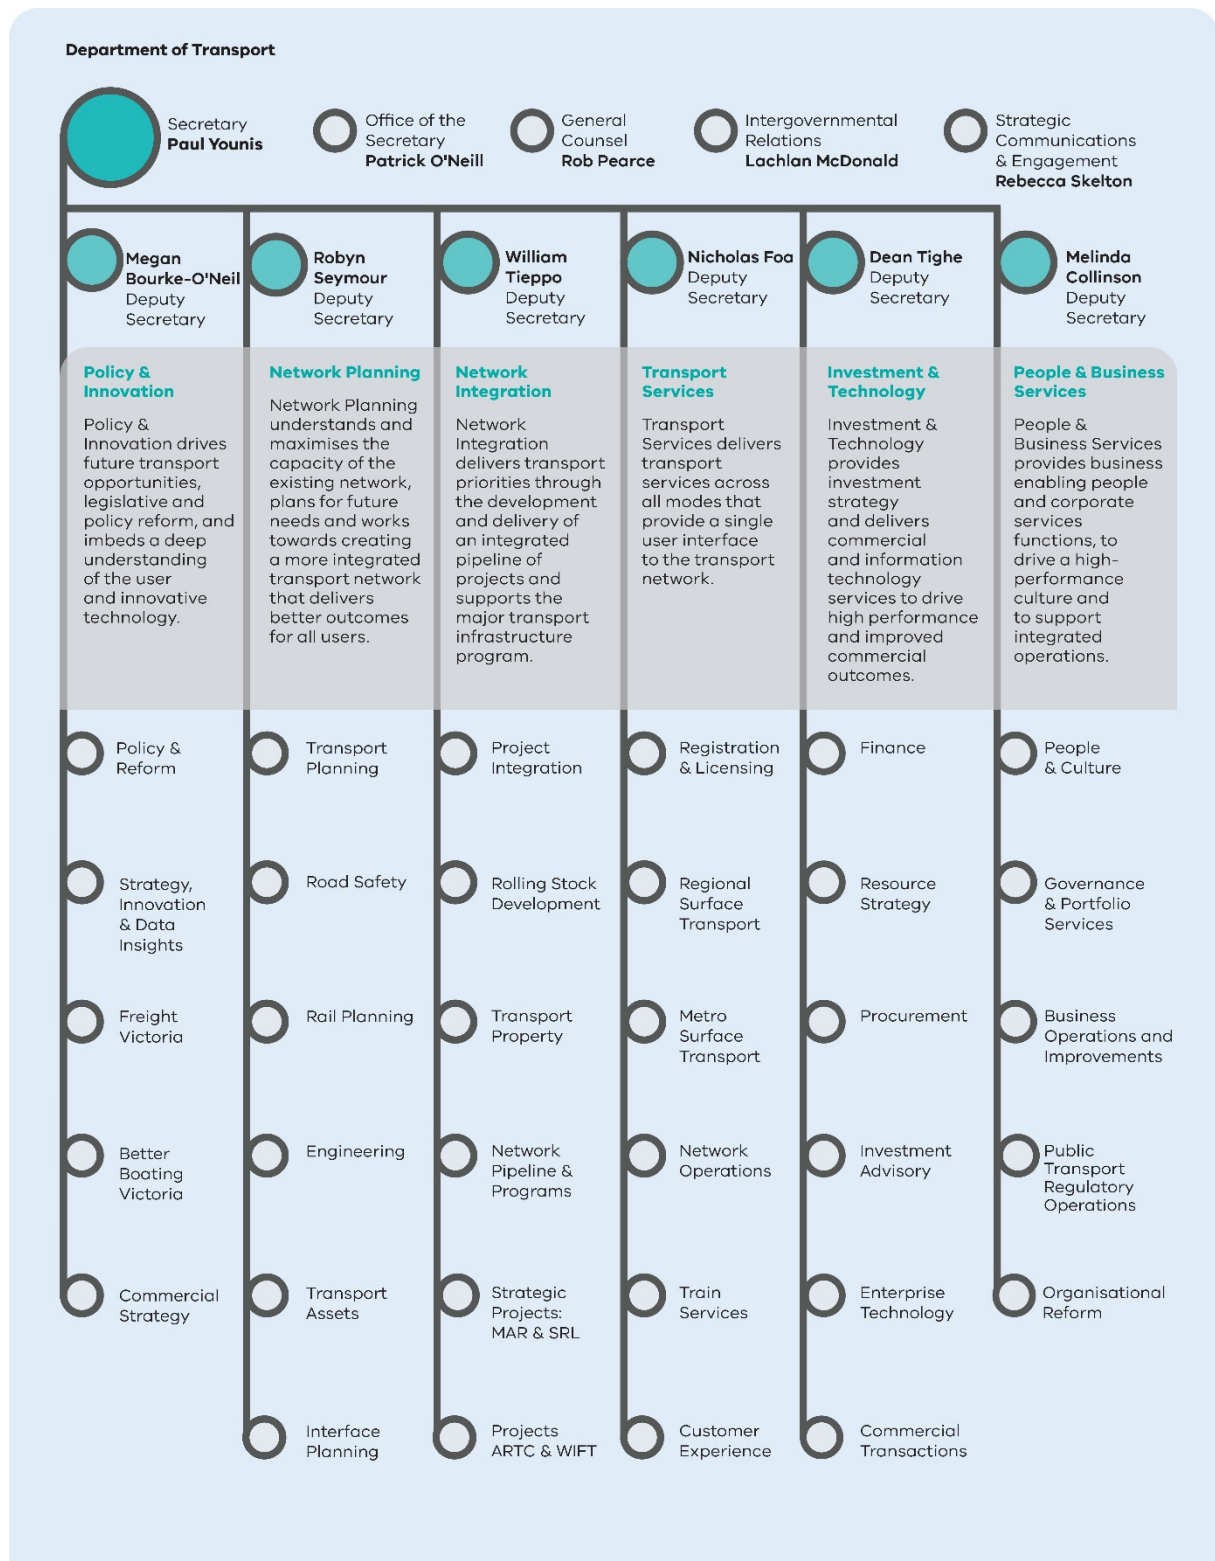 Department of Transport
Secretary
Paul Younis
Office of the
Secretary
Patrick O'Neill
General
Counsel
Rob Pearce
Intergovernmental
Relations
Lachlan McDonald
Strategic
Communications
& Engagement
Rebecca Skelton
Megan
Bourke-O'Neil
Deputy
Secretary
Robyn
Seymour
Deputy
Secretary
William
Tieppo
Deputy
Secretary
Nicholas Foa
Deputy
Secretary
Dean Tighe
Deputy
Secretary
Melinda
Collinson
Deputy
Secretary
Policy &
Innovation
Policy &
Innovation drives
future transport
opportunities,
legislative and
policy reform, and
imbeds a deep
understanding
of the user
and innovative
technology.
Network Planning
Network Planning
understands and
maximises the
capacity of the
existing network,
plans for future
needs and works
towards creating
a more integrated
transport network
that delivers
better outcomes
for all users.
Network
Integration
Network
Integration
delivers transport
priorities through
the development
and delivery of
an integrated
pipeline of
projects and
supports the
major transport
infrastructure
program.
Transport
Services
Transport
Services delivers
transport
services across
all modes that
provide a single
user interface
to the transport
network.
Investment &
Technology
Investment &
Technology
provides
investment
strategy
and delivers
commercial
and information
technology
services to drive
high performance
and improved
commercial
outcomes.
People & Business
Services
People &
Business Services
provides business
enabling people
and corporate
services
functions, to
drive a high-
performance
culture and
to support
integrated
operations.
Policy &
Reform
Transport
Planning
Project
Integration
Registration
& Licensing
Finance
People
& Culture
Strategy,
Innovation
& Data
Insights
Road Safety
Rolling Stock
Development
Regional
Surface
Transport
Resource
Strategy
Governance
& Portfolio
Services
Freight
Victoria
Rail Planning
Transport
Property
Metro
Surface
Transport
Procurement
Business
Operations and
Improvements
Better
Boating
Victoria
Engineering
Network
Pipeline &
Programs
Network
Operations
Investment
Advisory
Public
Transport
Regulatory
Operations
Commercial
Strategy
Transport
Assets
Strategic
Projects:
MAR & SRL
Train
Services
Enterprise
Technology
Organisational
Reform
Interface
Planning
Projects
ARTC & WIFT
Customer
Experience
Commercial
Transactions